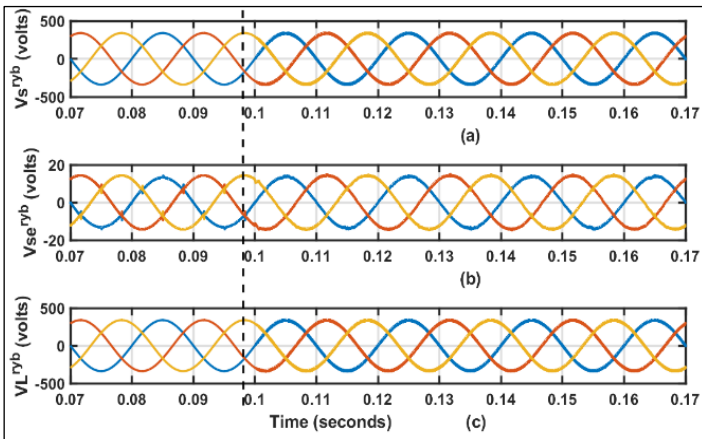 500
0
-500
Vs^ryb (volts)
0.07 0.08 0.09 0.1 0.11 0.12 0.13 0.14 0.15 0.16 0.17
(a)
20
0
-20
Vse^ryb (volts)
0.07 0.08 0.09 0.1 0.11 0.12 0.13 0.14 0.15 0.16 0.17
(b)
500
0
-500
VL^ryb (volts)
0.07 0.08 0.09 0.1 0.11 0.12 0.13 0.14 0.15 0.16 0.17
Time (seconds) (c)